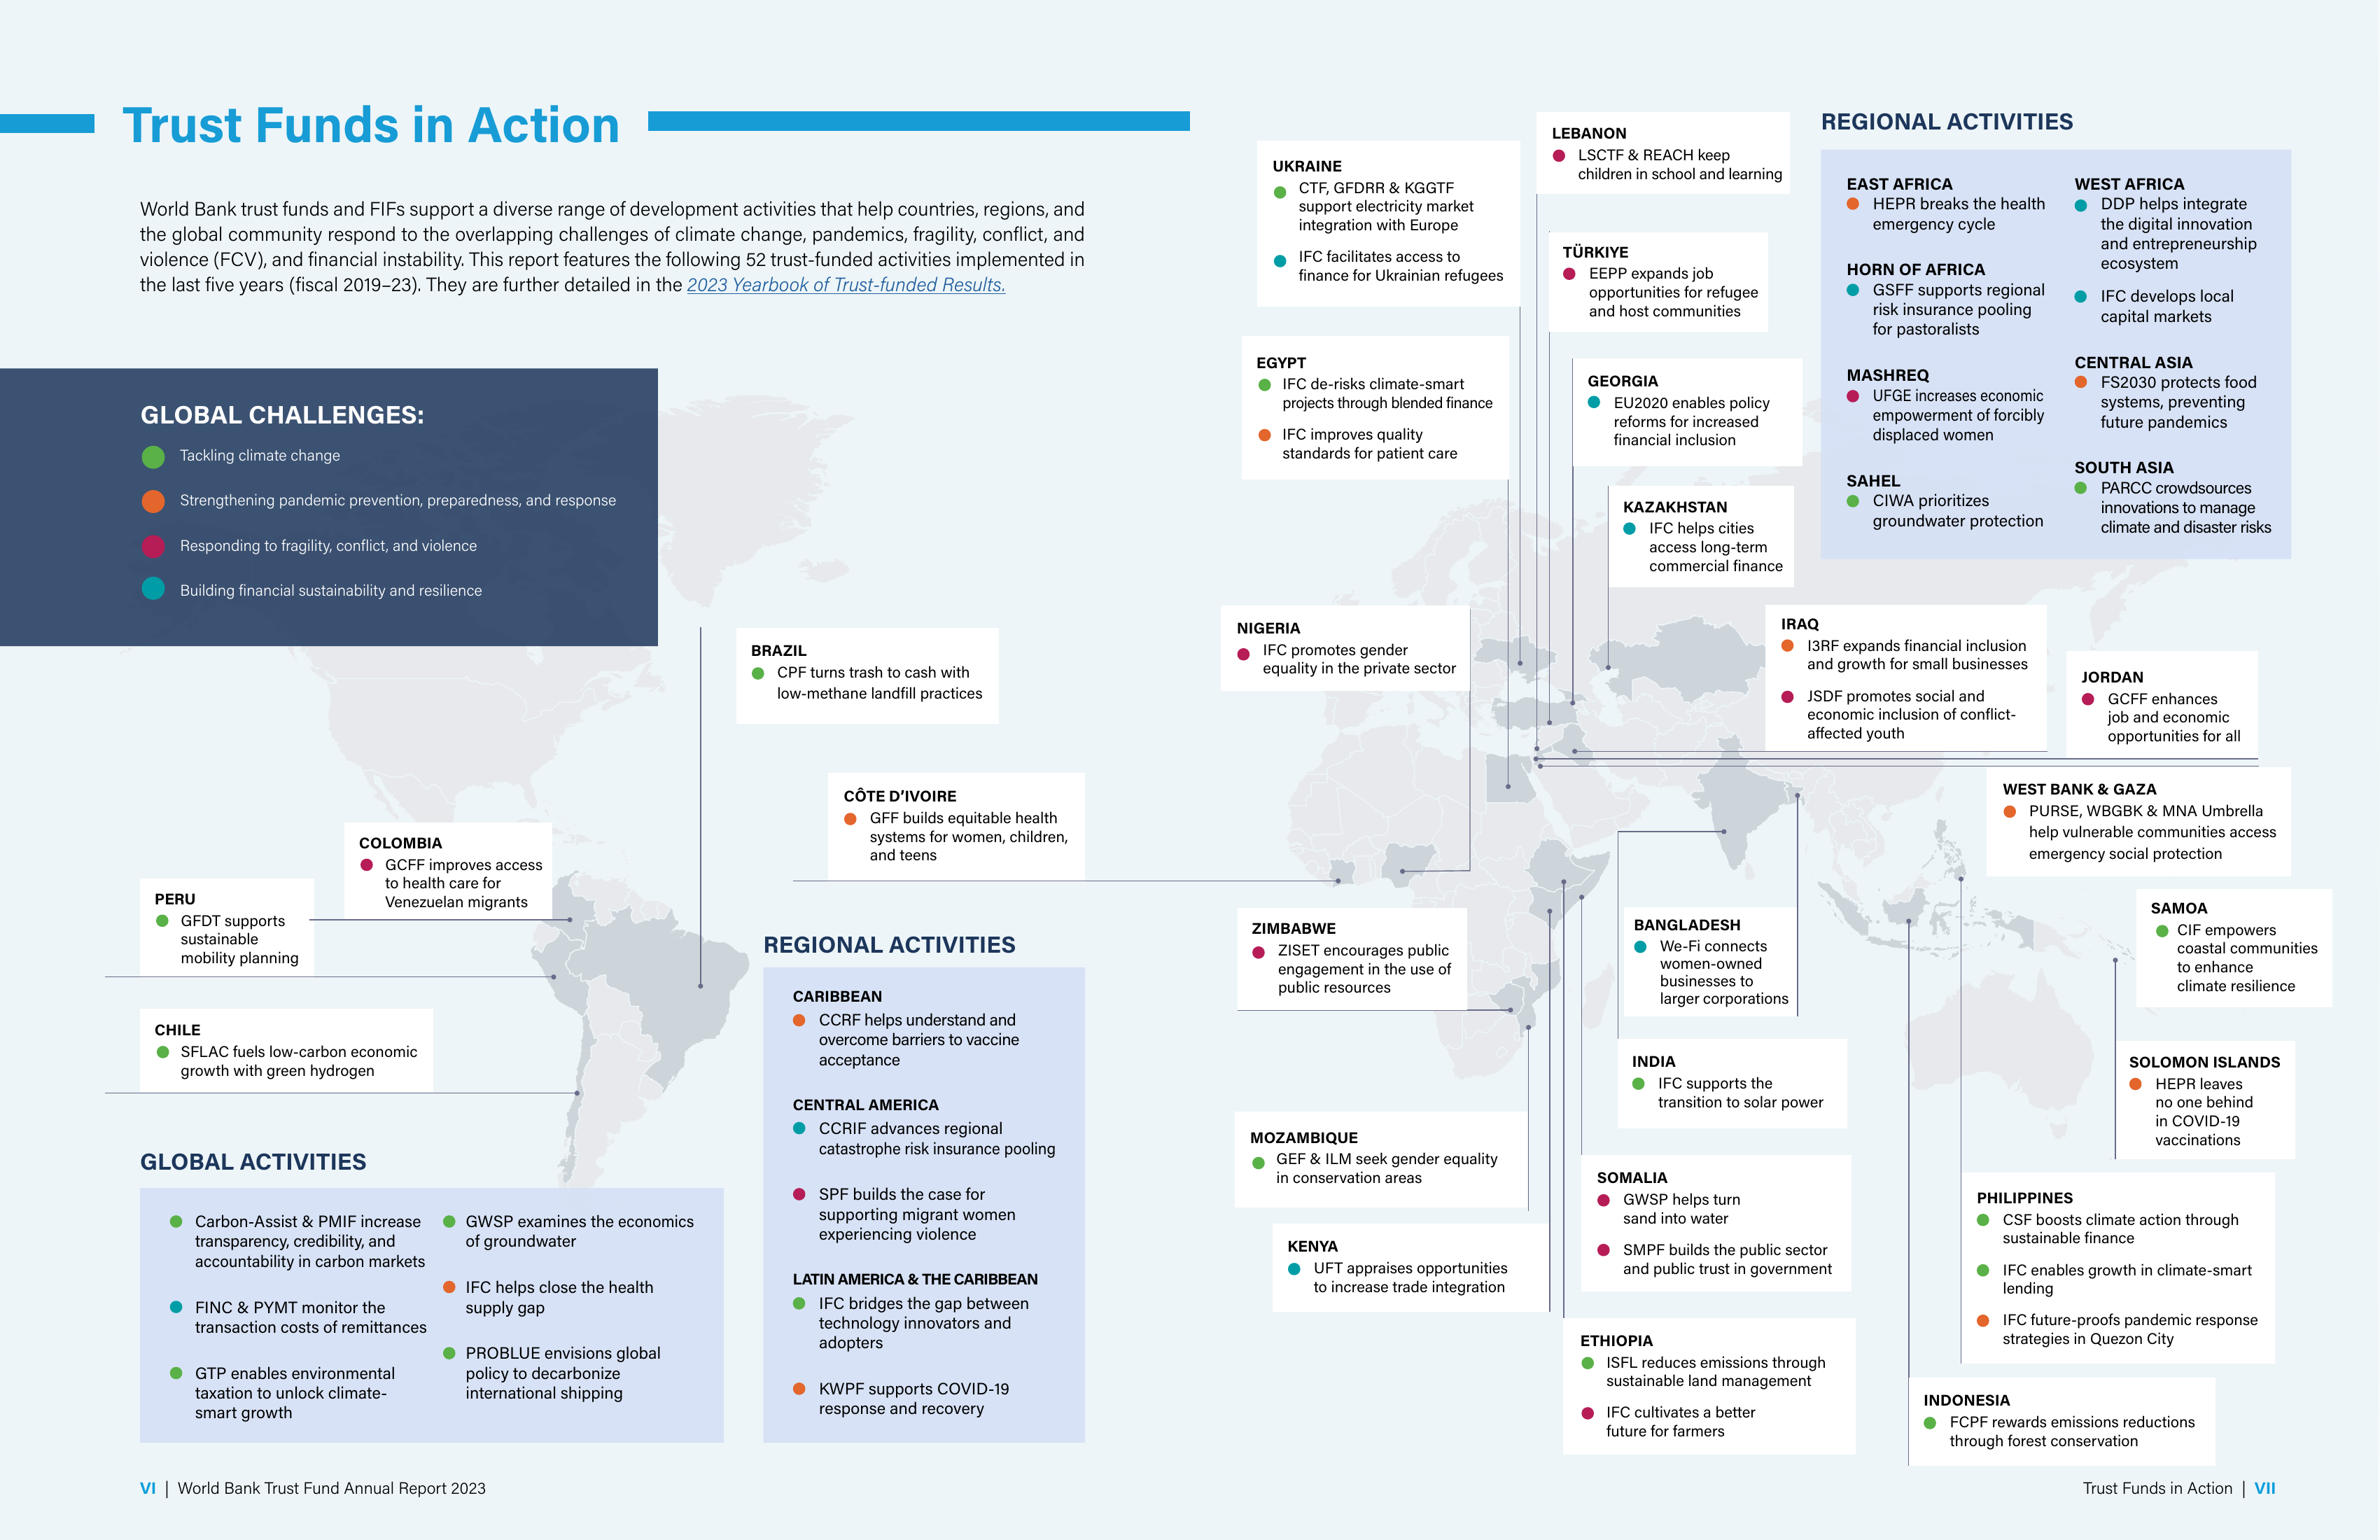 Trust Funds in Action
World Bank trust funds and FIFs support a diverse range of development activities that help countries, regions, and
the global community respond to the overlapping challenges of climate change, pandemics, fragility, conflict, and
violence (FCV), and financial instability. This report features the following 52 trust-funded activities implemented in
the last five years (fiscal 2019–23). They are further detailed in the 2023 Yearbook of Trust-funded Results.
GLOBAL CHALLENGES:
Tackling climate change
Strengthening pandemic prevention, preparedness, and response
Responding to fragility, conflict, and violence
Building financial sustainability and resilience
BRAZIL
CPF turns trash to cash with
low-methane landfill practices
CÔTE D’IVOIRE
GFF builds equitable health
systems for women, children,
and teens
COLOMBIA
GCFF improves access
to health care for
Venezuelan migrants
PERU
GFDT supports
sustainable
mobility planning
CHILE
SFLAC fuels low-carbon economic
growth with green hydrogen
GLOBAL ACTIVITIES
Carbon-Assist & PMIF increase
transparency, credibility, and
accountability in carbon markets
FINC & PYMT monitor the
transaction costs of remittances
GTP enables environmental
taxation to unlock climate-
smart growth
GWSP examines the economics
of groundwater
IFC helps close the health
supply gap
PROBLUE envisions global
policy to decarbonize
international shipping
REGIONAL ACTIVITIES
CARIBBEAN
CCRF helps understand and
overcome barriers to vaccine
acceptance
CENTRAL AMERICA
CCRIF advances regional
catastrophe risk insurance pooling
SPF builds the case for
supporting migrant women
experiencing violence
LATIN AMERICA & THE CARIBBEAN
IFC bridges the gap between
technology innovators and
adopters
KWPF supports COVID-19
response and recovery
VI | World Bank Trust Fund Annual Report 2023
UKRAINE
CTF, GFDRR & KGGTF
support electricity market
integration with Europe
IFC facilitates access to
finance for Ukrainian refugees
LEBANON
LSCTF & REACH keep
children in school and learning
TÜRKIYE
EEPP expands job
opportunities for refugee
and host communities
EGYPT
IFC de-risks climate-smart
projects through blended finance
IFC improves quality
standards for patient care
GEORGIA
EU2020 enables policy
reforms for increased
financial inclusion
KAZAKHSTAN
IFC helps cities
access long-term
commercial finance
REGIONAL ACTIVITIES
EAST AFRICA
HEPR breaks the health
emergency cycle
HORN OF AFRICA
GSFF supports regional
risk insurance pooling
for pastoralists
MASHREQ
UFGE increases economic
empowerment of forcibly
displaced women
SAHEL
CIWA prioritizes
groundwater protection
WEST AFRICA
DDP helps integrate
the digital innovation
and entrepreneurship
ecosystem
IFC develops local
capital markets
CENTRAL ASIA
FS2030 protects food
systems, preventing
future pandemics
SOUTH ASIA
PARCC crowdsources
innovations to manage
climate and disaster risks
NIGERIA
IFC promotes gender
equality in the private sector
IRAQ
I3RF expands financial inclusion
and growth for small businesses
JSDF promotes social and
economic inclusion of conflict-
affected youth
JORDAN
GCFF enhances
job and economic
opportunities for all
WEST BANK & GAZA
PURSE, WBGBK & MNA Umbrella
help vulnerable communities access
emergency social protection
SAMOA
CIF empowers
coastal communities
to enhance
climate resilience
ZIMBABWE
ZISET encourages public
engagement in the use of
public resources
BANGLADESH
We-Fi connects
women-owned
businesses to
larger corporations
INDIA
IFC supports the
transition to solar power
SOLOMON ISLANDS
HEPR leaves
no one behind
in COVID-19
vaccinations
MOZAMBIQUE
GEF & ILM seek gender equality
in conservation areas
SOMALIA
GWSP helps turn
sand into water
SMPF builds the public sector
and public trust in government
PHILIPPINES
CSF boosts climate action through
sustainable finance
IFC enables growth in climate-smart
lending
IFC future-proofs pandemic response
strategies in Quezon City
KENYA
UFT appraises opportunities
to increase trade integration
ETHIOPIA
ISFL reduces emissions through
sustainable land management
IFC cultivates a better
future for farmers
INDONESIA
FCPF rewards emissions reductions
through forest conservation
Trust Funds in Action | VII